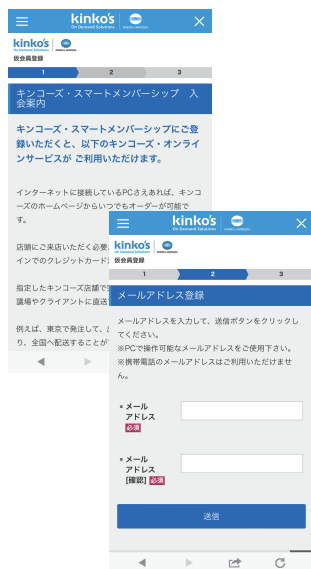 kinko's
On Demand Solutions
KONICA MINOLTA
kinko's
On Demand Solutions
KONICA MINOLTA
仮会員登録
1 2 3
キンコーズ・スマートメンバーシップ 入
会案内
キンコーズ・スマートメンバーシップにご登
録いただくと、以下のキンコーズ・オンライ
ンサービスが ご利用いただけます。
インターネットに接続しているPCさえあれば、キンコ
ーズのホームページからいつでもオーダーが可能で
す。
店頭にご来店いただく必要
インでのクレジットカード
指定したキンコーズ店舗で
議場やクライアントに直送
例えば、東京で発注して、
り、全国へ配送することが
kinko's
On Demand Solutions
KONICA MINOLTA
kinko's
On Demand Solutions
KONICA MINOLTA
仮会員登録
1 2 3
メールアドレス登録
メールアドレスを入力して、送信ボタンをクリックし
てください。
※PCで操作可能なメールアドレスをご使用下さい。
※携帯電話のメールアドレスはご利用いただけませ
ん。
メール
アドレス
必須
メール
アドレス
[確認] 必須
送信